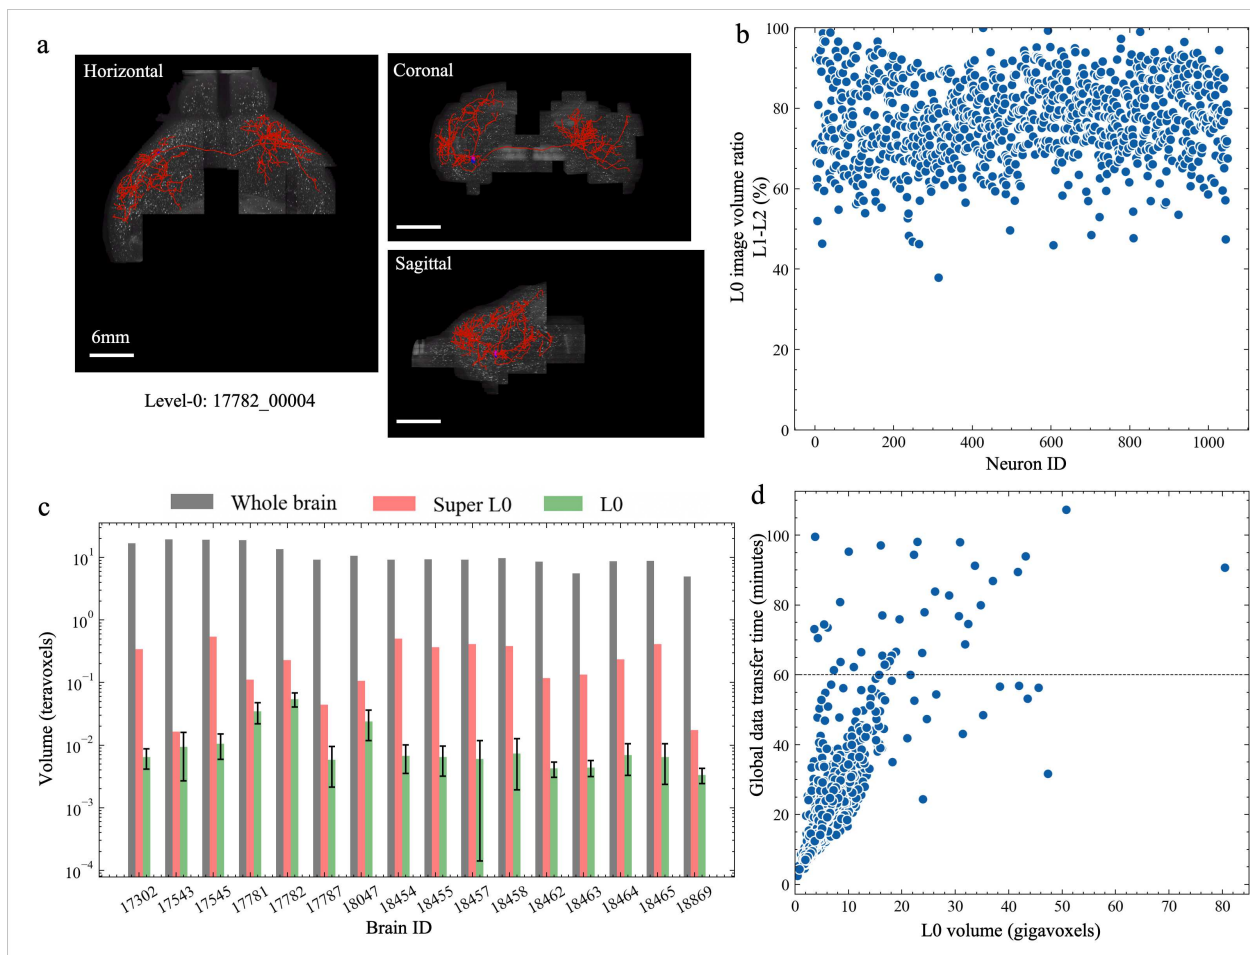 a
Horizontal
6mm
Level-0: 17782_00004
Coronal
Sagittal
b
100
80
60
40
20
0
L0 image volume ratio
L1-L2 (%)
0 200 400 600 800 1000
Neuron ID
c
Whole brain Super L0 L0
10^1
10^0
10^−1
10^−2
10^−3
10^−4
Volume (teravoxels)
17302 17543 17545 17781 17782 17787 18047 18454 18455 18457 18458 18462 18463 18464 18465 18869
Brain ID
d
100
80
60
40
20
0
Global data transfer time (minutes)
0 10 20 30 40 50 60 70 80
L0 volume (gigavoxels)